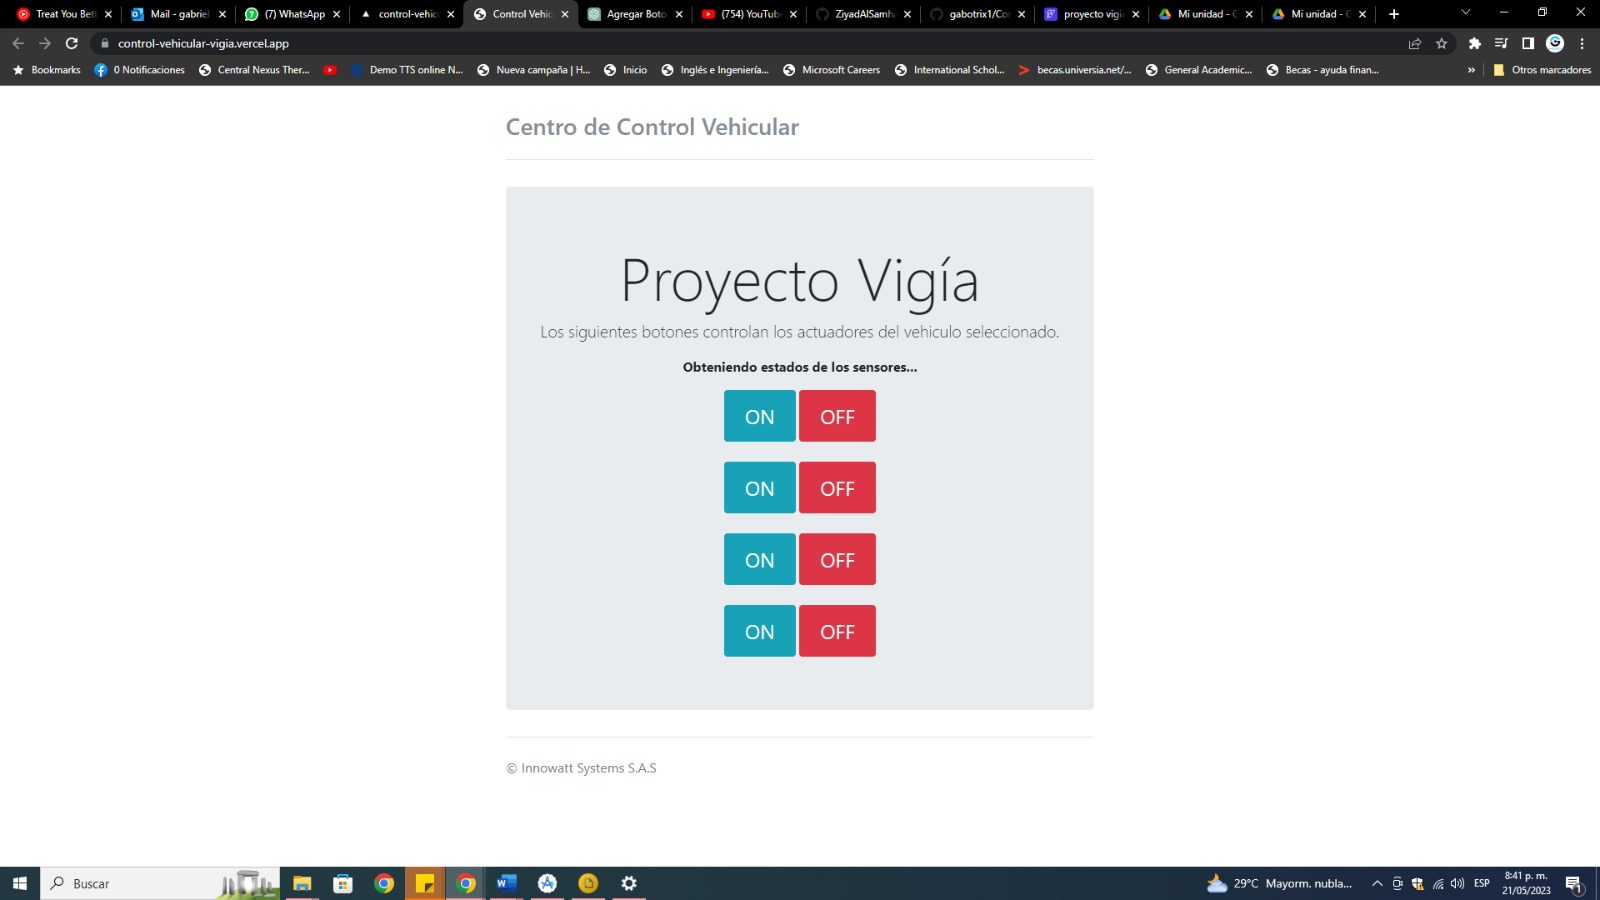 Treat You Bett
Mail - gabriel
(7) WhatsApp
control-vehic
Control Vehic
Agregar Boto
(754) YouTube
ZiyadAlSamha
gabotrix1/Co
proyecto vigi
Mi unidad - G
Mi unidad - G
control-vehicular-vigia.vercel.app
Bookmarks
0 Notificaciones
Central Nexus Ther...
Demo TTS online N...
Nueva campaña | H...
Inicio
Inglés e Ingeniería...
Microsoft Careers
International Schol...
becas.universia.net/...
General Academic...
Becas - ayuda finan...
»
Otros marcadores
Centro de Control Vehicular
Proyecto Vigía
Los siguientes botones controlan los actuadores del vehiculo seleccionado.
Obteniendo estados de los sensores...
ON OFF
ON OFF
ON OFF
ON OFF
© Innowatt Systems S.A.S
Buscar
29°C Mayorm. nubla...
ESP
8:41 p. m.
21/05/2023
1